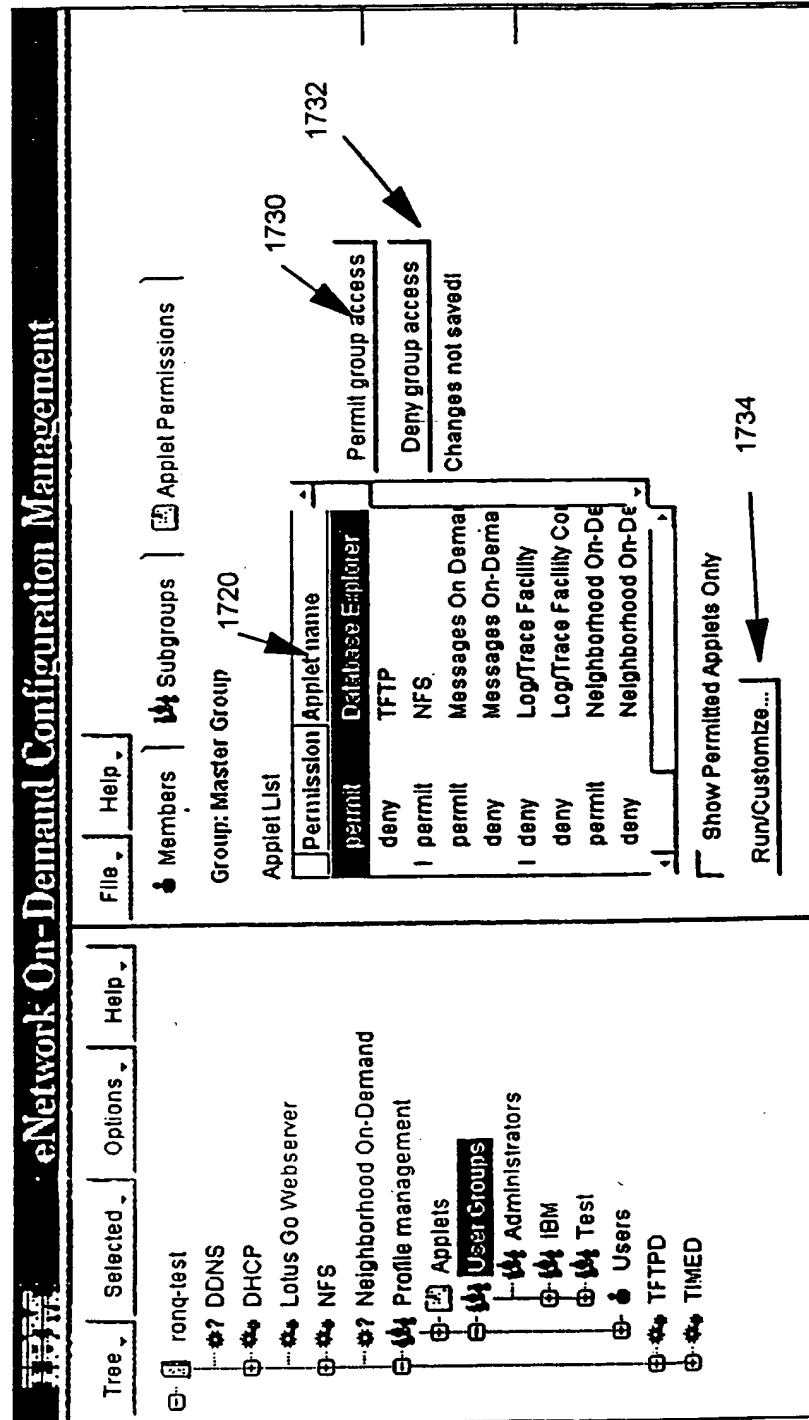 IBM eNetwork On-Demand Configuration Management
Tree Selected Options Help
ronq-test
DDNS
DHCP
Lotus Go Webserver
NFS
Neighborhood On-Demand
Profile management
Applets
User Groups
Administrators
IBM
Test
Users
TFTPD
TIMED
File Help
Members Subgroups Applet Permissions
Group: Master Group
Applet List
1720
Permission Applet name
permit Database Explorer
deny TFTP
! permit NFS
permit Messages On Deman
deny Messages On-Dema
! deny Log/Trace Facility
deny Log/Trace Facility Co
permit Neighborhood On-De
deny Neighborhood On-De
Permit group access
1730
Deny group access
1732
Changes not saved!
Show Permitted Applets Only
Run/Customize...
1734